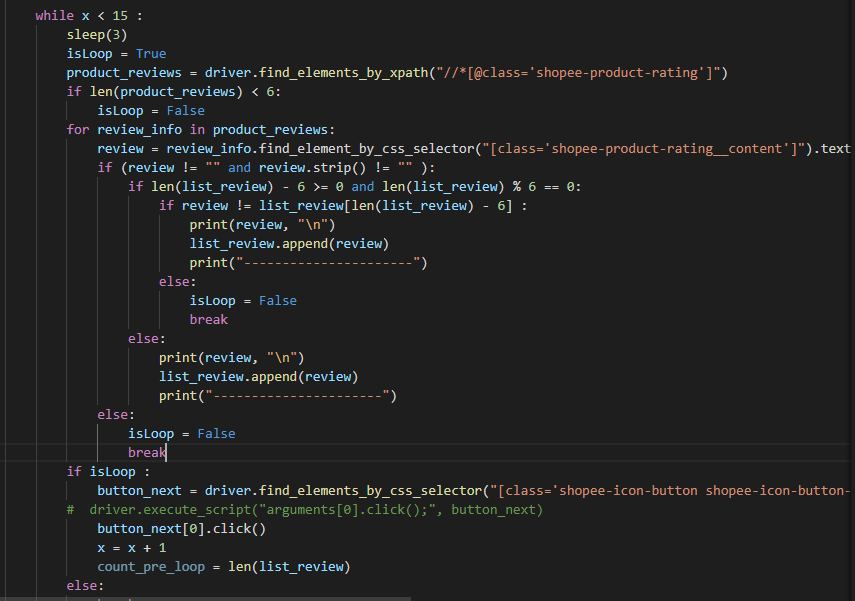 while x < 15 :
    sleep(3)
    isLoop = True
    product_reviews = driver.find_elements_by_xpath("//*[@class='shopee-product-rating']")
    if len(product_reviews) < 6:
        isLoop = False
    for review_info in product_reviews:
        review = review_info.find_element_by_css_selector("[class='shopee-product-rating__content']").text
        if (review != "" and review.strip() != "" ):
            if len(list_review) - 6 >= 0 and len(list_review) % 6 == 0:
                if review != list_review[len(list_review) - 6] :
                    print(review, "\n")
                    list_review.append(review)
                    print("----------------------")
                else:
                    isLoop = False
                    break
            else:
                print(review, "\n")
                list_review.append(review)
                print("----------------------")
        else:
            isLoop = False
            break
    if isLoop :
        button_next = driver.find_elements_by_css_selector("[class='shopee-icon-button shopee-icon-button-
    #  driver.execute_script("arguments[0].click();", button_next)
        button_next[0].click()
        x = x + 1
        count_pre_loop = len(list_review)
    else: